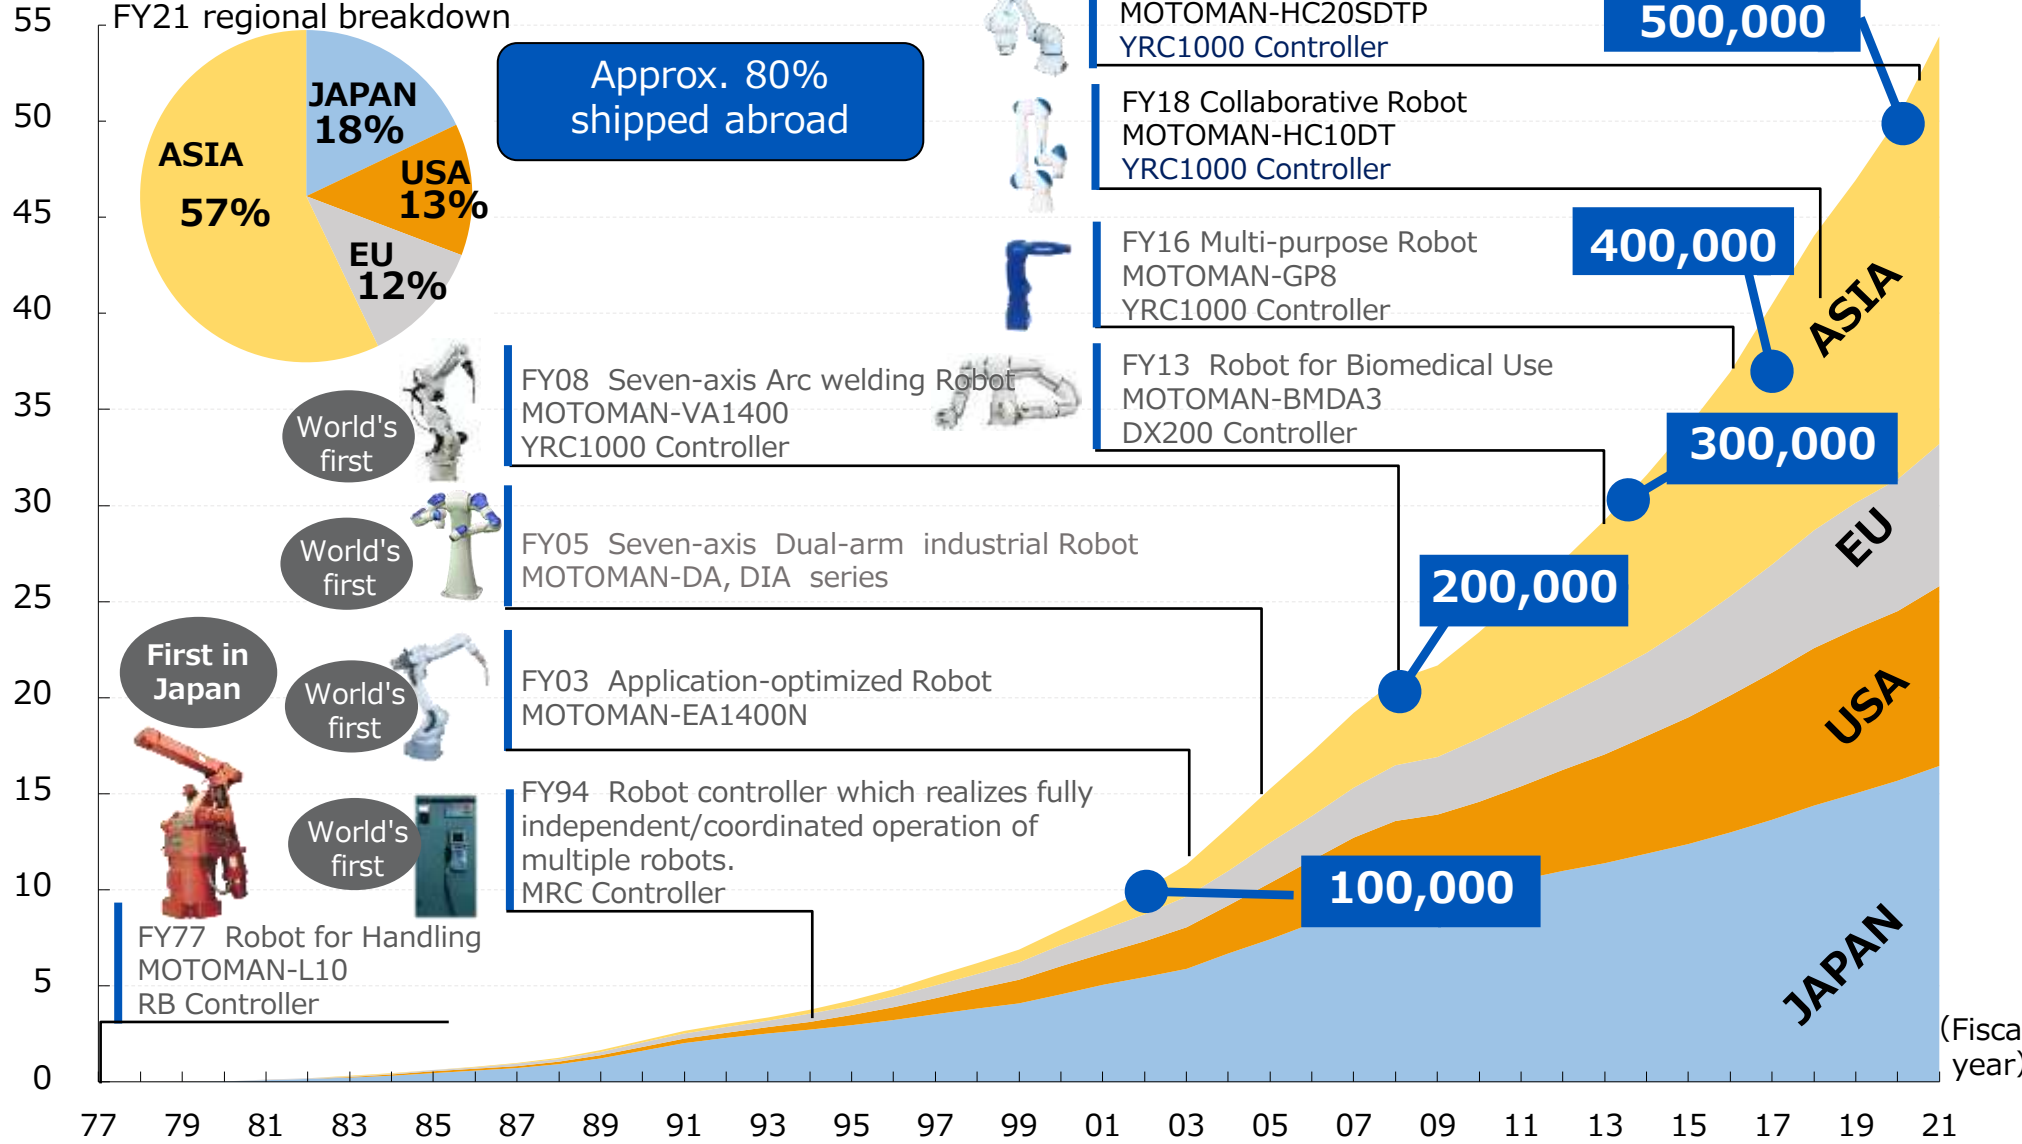 FY21 regional breakdown
JAPAN
18%
USA
13%
EU
12%
ASIA
57%
Approx. 80%
shipped abroad
MOTOMAN-HC20SDTP
YRC1000 Controller
500,000
FY18 Collaborative Robot
MOTOMAN-HC10DT
YRC1000 Controller
FY16 Multi-purpose Robot
MOTOMAN-GP8
YRC1000 Controller
400,000
FY13  Robot for Biomedical Use
MOTOMAN-BMDA3
DX200 Controller
300,000
World's
first
FY08  Seven-axis Arc welding Robot
MOTOMAN-VA1400
YRC1000 Controller
World's
first
FY05  Seven-axis  Dual-arm  industrial Robot
MOTOMAN-DA, DIA  series
200,000
First in
Japan
World's
first
FY03  Application-optimized Robot
MOTOMAN-EA1400N
World's
first
FY94  Robot controller which realizes fully
independent/coordinated operation of
multiple robots.
MRC Controller
100,000
FY77  Robot for Handling
MOTOMAN-L10
RB Controller
ASIA
EU
USA
JAPAN
55
50
45
40
35
30
25
20
15
10
5
0
77 79 81 83 85 87 89 91 93 95 97 99 01 03 05 07 09 11 13 15 17 19 21
(Fisca
year)